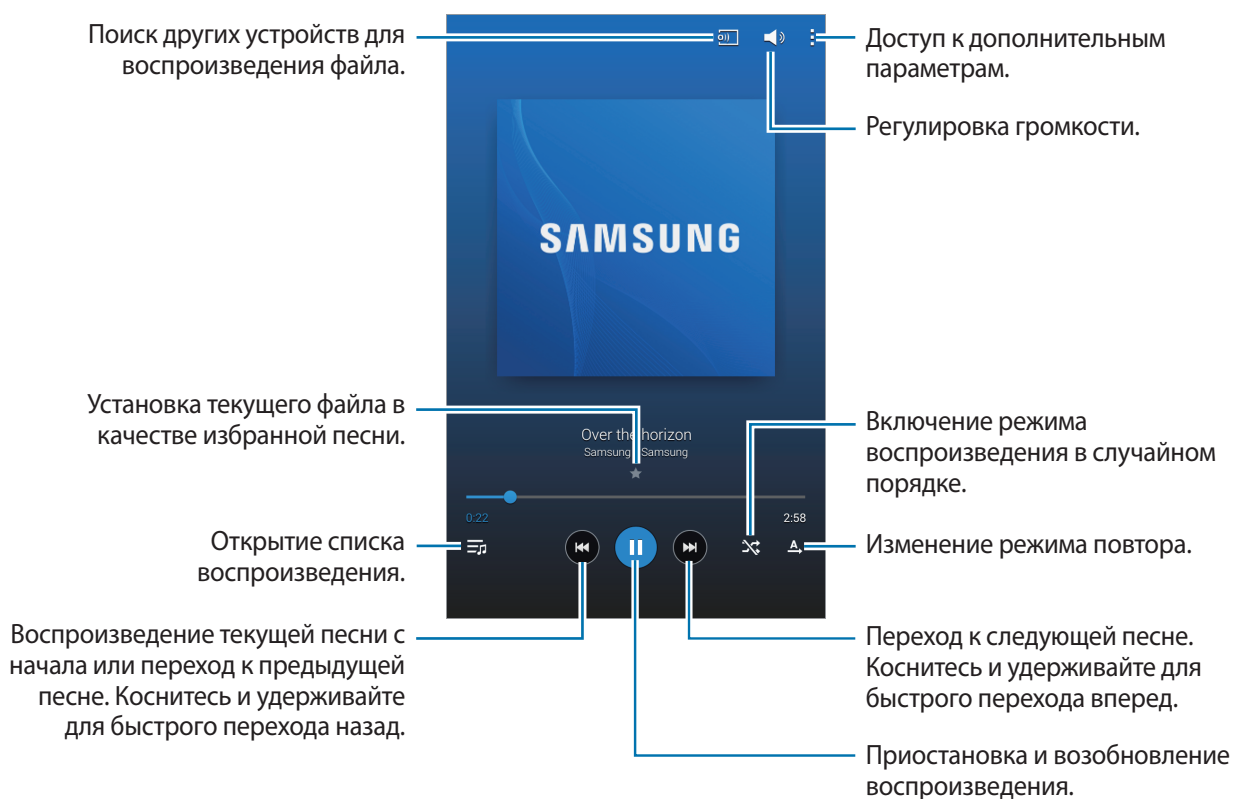 Поиск других устройств для
воспроизведения файла.
Доступ к дополнительным
параметрам.
Регулировка громкости.
SAMSUNG
Установка текущего файла в
качестве избранной песни.
Over the horizon
Samsung Samsung
Включение режима
воспроизведения в случайном
порядке.
0:22
2:58
Открытие списка
воспроизведения.
A
Изменение режима повтора.
Воспроизведение текущей песни с
начала или переход к предыдущей
песне. Коснитесь и удерживайте
для быстрого перехода назад.
Переход к следующей песне.
Коснитесь и удерживайте для
быстрого перехода вперед.
Приостановка и возобновление
воспроизведения.